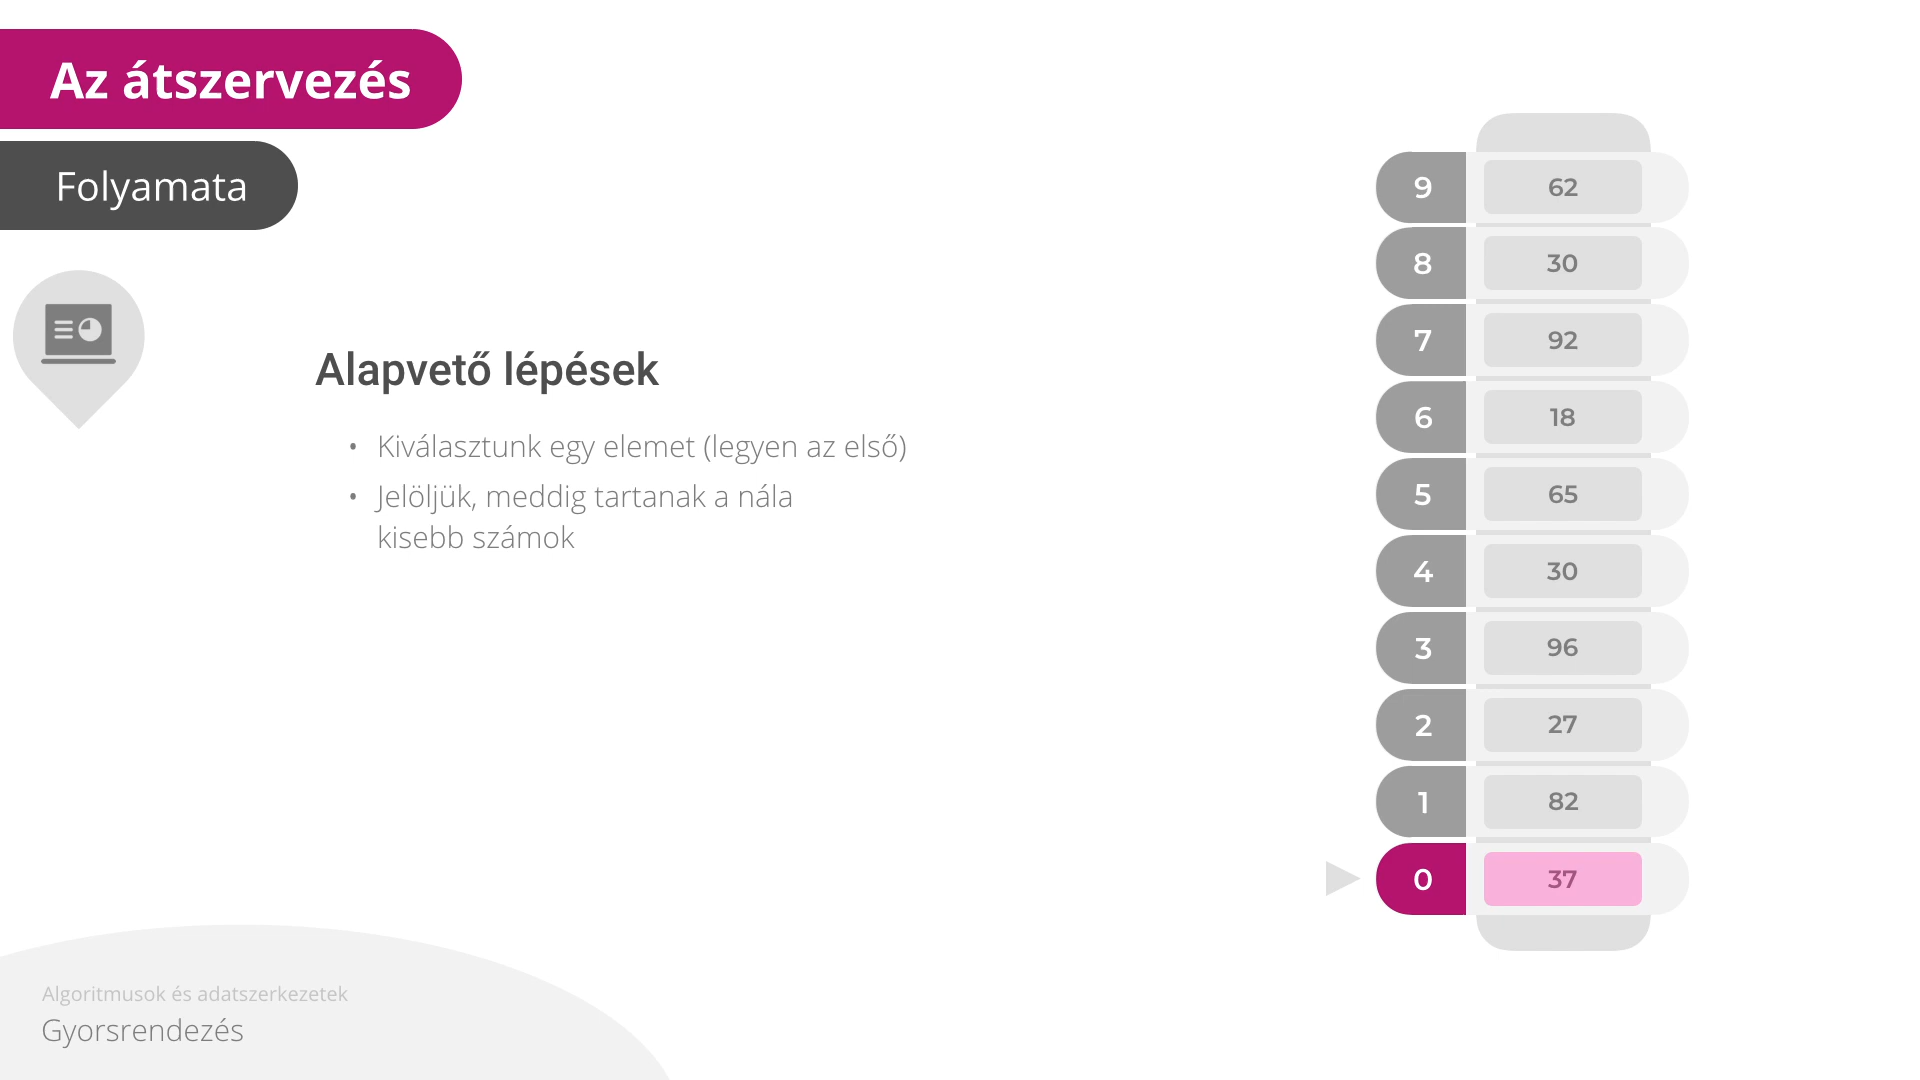 Az átszervezés
Folyamata
Alapvető lépések
• Kiválasztunk egy elemet (legyen az első)
• Jelöljük, meddig tartanak a nála
kisebb számok
9 62
8 30
7 92
6 18
5 65
4 30
3 96
2 27
1 82
0 37
Algoritmusok és adatszerkezetek
Gyorsrendezés